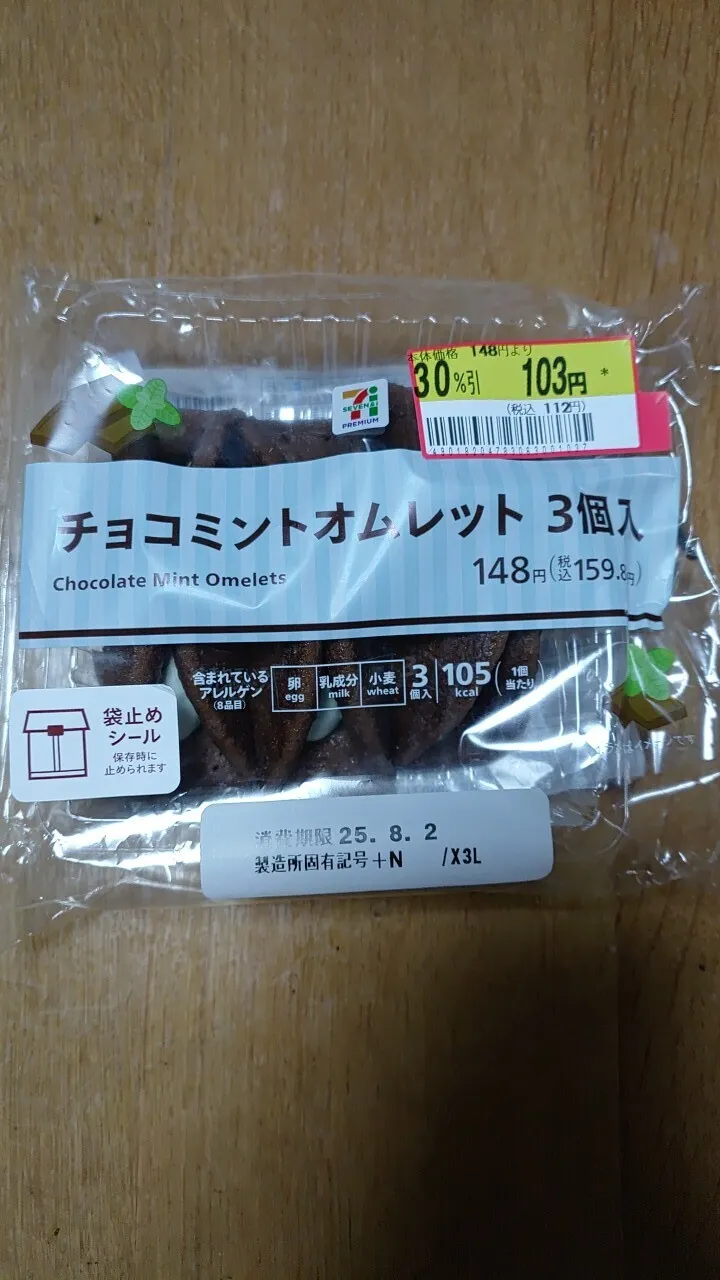 本体価格 148円より
30%引 103円 *
(税込 112円)
7i
SEVEN&i
PREMIUM
チョコミントオムレット 3個入
Chocolate Mint Omelets
148円(税込159.8円)
含まれている
アレルゲン
(8品目)
卵
egg
乳成分
milk
小麦
wheat
3個入
105
kcal
(1個当たり)
袋止め
シール
保存時に
止められます
消費期限 25. 8. 2
製造所固有記号+N /X3L